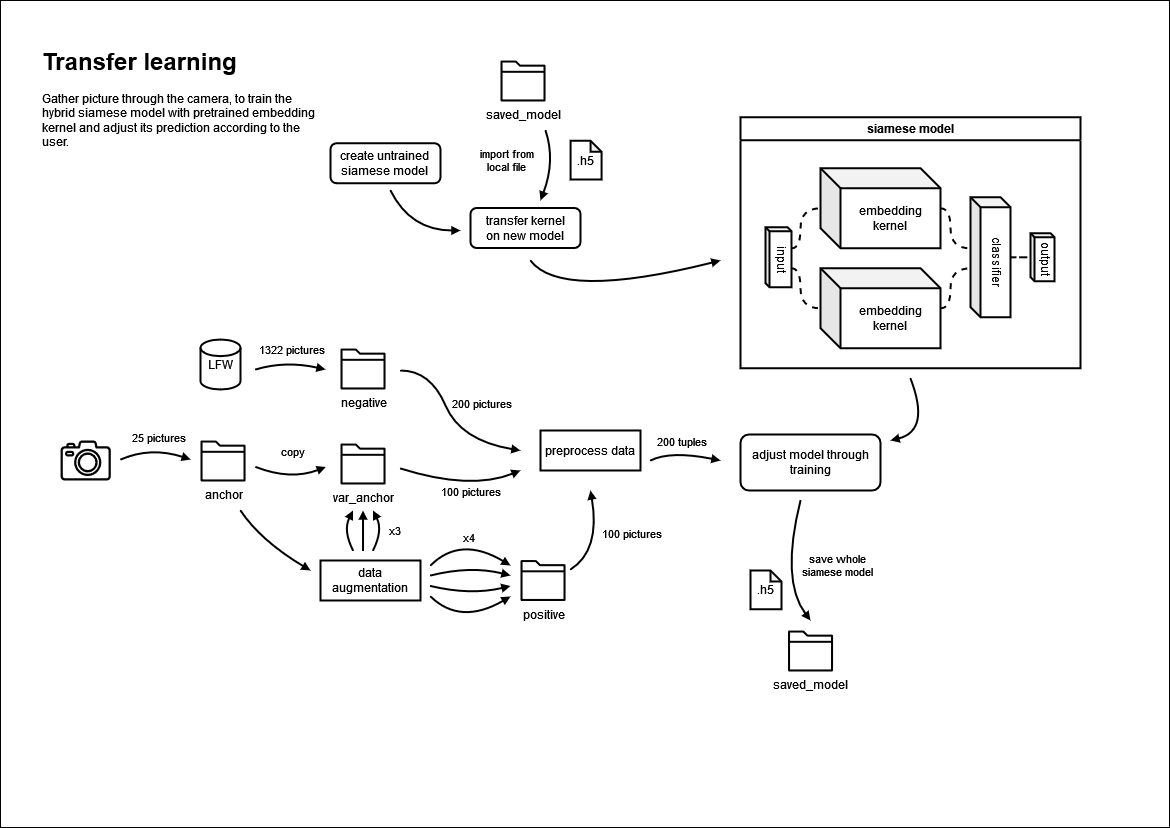 Transfer learning
Gather picture through the camera, to train the
hybrid siamese model with pretrained embedding
kernel and adjust its prediction according to the
user.
saved_model
import from
local file
.h5
create untrained
siamese model
transfer kernel
on new model
siamese model
input
embedding
kernel
embedding
kernel
classifier
output
LFW
1322 pictures
negative
200 pictures
25 pictures
anchor
copy
var_anchor
100 pictures
x3
data
augmentation
x4
positive
100 pictures
preprocess data
200 tuples
adjust model through
training
save whole
siamese model
.h5
saved_model